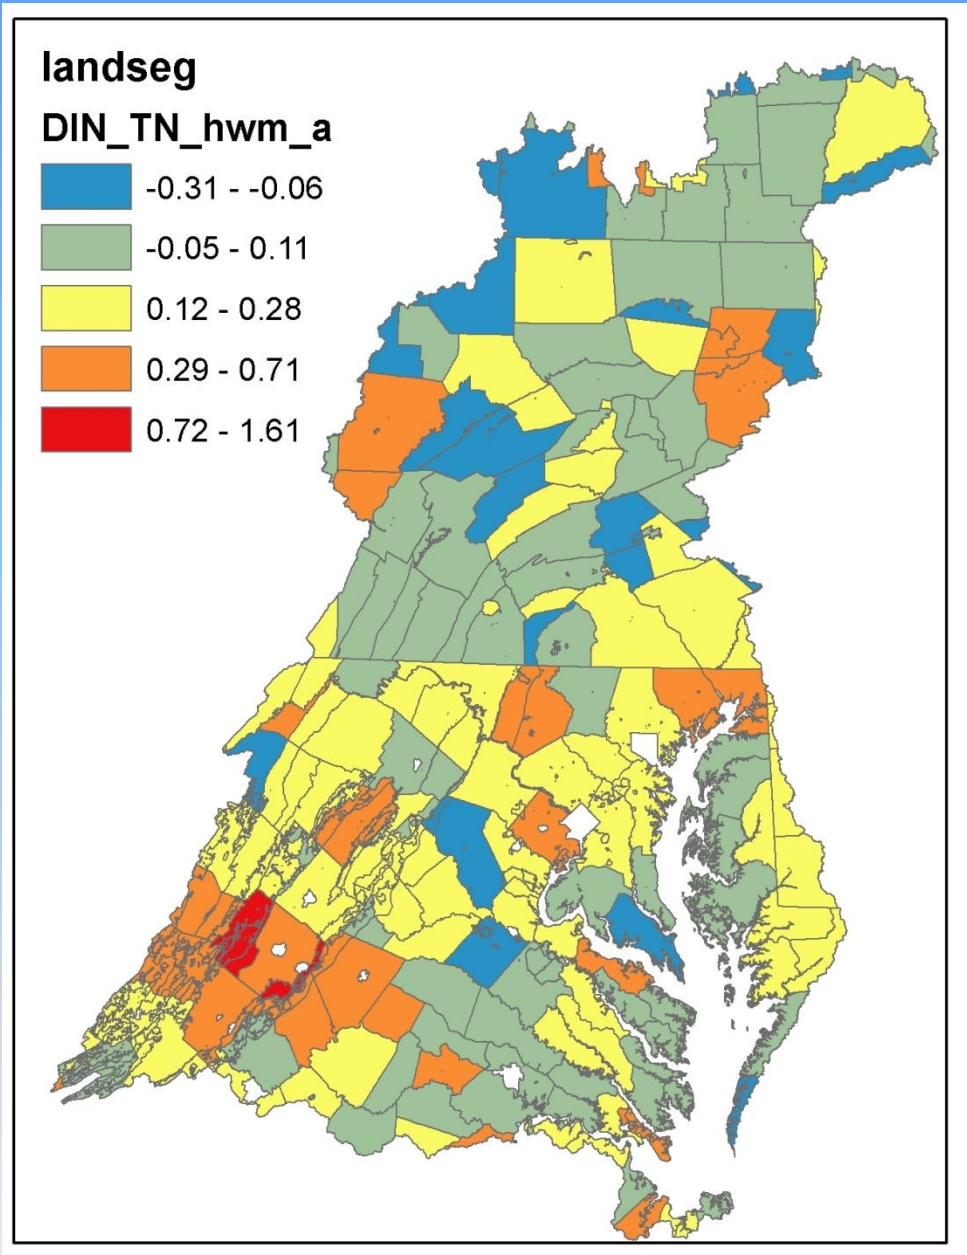 landseg
DIN_TN_hwm_a
-0.31 - -0.06
-0.05 - 0.11
0.12 - 0.28
0.29 - 0.71
0.72 - 1.61